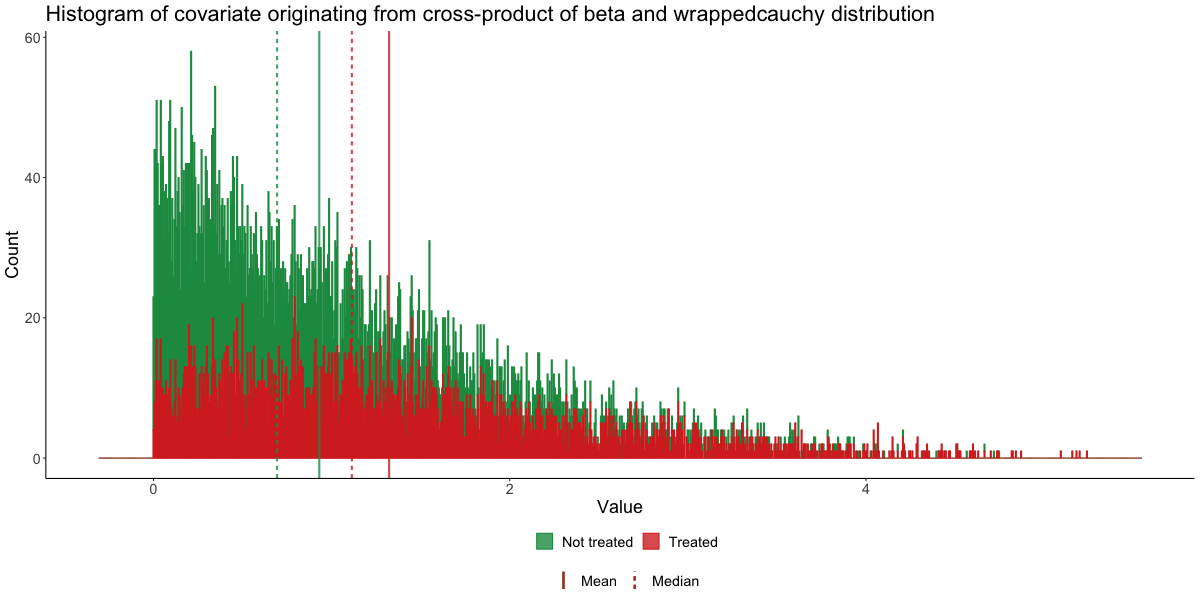 Histogram of covariate originating from cross-product of beta and wrappedcauchy distribution
60
40
20
0
Count
0 2 4
Value
Not treated Treated
Mean Median